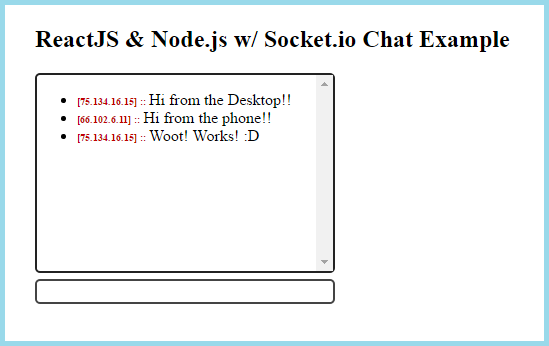 ReactJS & Node.js w/ Socket.io Chat Example
[75.134.16.15] :: Hi from the Desktop!!
[66.102.6.11] :: Hi from the phone!!
[75.134.16.15] :: Woot! Works! :D